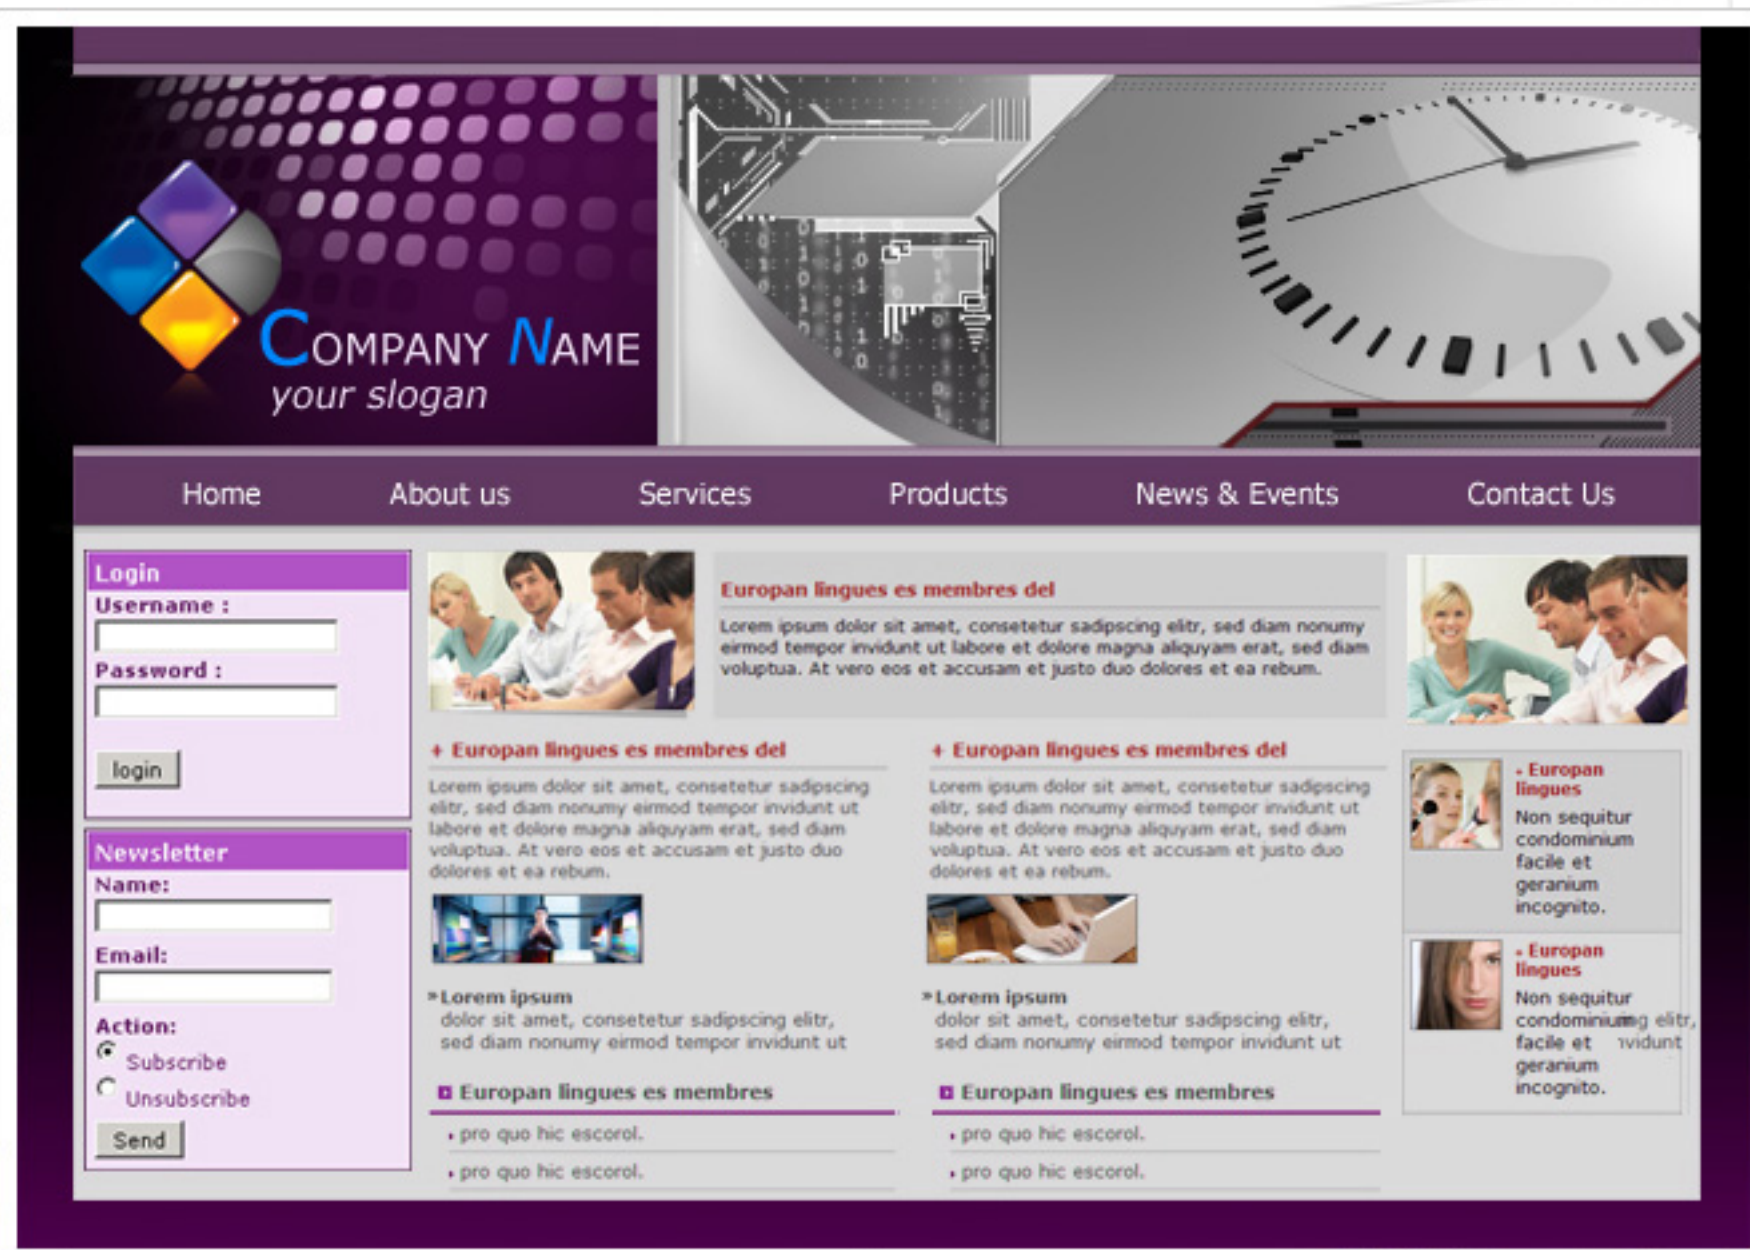 COMPANY NAME
your slogan
Home About us Services Products News & Events Contact Us
Login
Username :
Password :
login
Newsletter
Name:
Email:
Action:
Subscribe
Unsubscribe
Send
Europan lingues es membres del
Lorem ipsum dolor sit amet, consetetur sadipscing elitr, sed diam nonumy
eirmod tempor invidunt ut labore et dolore magna aliquyam erat, sed diam
voluptua. At vero eos et accusam et justo duo dolores et ea rebum.
+ Europan lingues es membres del
Lorem ipsum dolor sit amet, consetetur sadipscing
elitr, sed diam nonumy eirmod tempor invidunt ut
labore et dolore magna aliquyam erat, sed diam
voluptua. At vero eos et accusam et justo duo
dolores et ea rebum.
» Lorem ipsum
dolor sit amet, consetetur sadipscing elitr,
sed diam nonumy eirmod tempor invidunt ut
Europan lingues es membres
pro quo hic escorol.
pro quo hic escorol.
+ Europan lingues es membres del
Lorem ipsum dolor sit amet, consetetur sadipscing
elitr, sed diam nonumy eirmod tempor invidunt ut
labore et dolore magna aliquyam erat, sed diam
voluptua. At vero eos et accusam et justo duo
dolores et ea rebum.
» Lorem ipsum
dolor sit amet, consetetur sadipscing elitr,
sed diam nonumy eirmod tempor invidunt ut
Europan lingues es membres
pro quo hic escorol.
pro quo hic escorol.
+ Europan
lingues
Non sequitur
condominium
facile et
geranium
incognito.
+ Europan
lingues
Non sequitur
condominium elitr,
facile et
geranium
incognito.